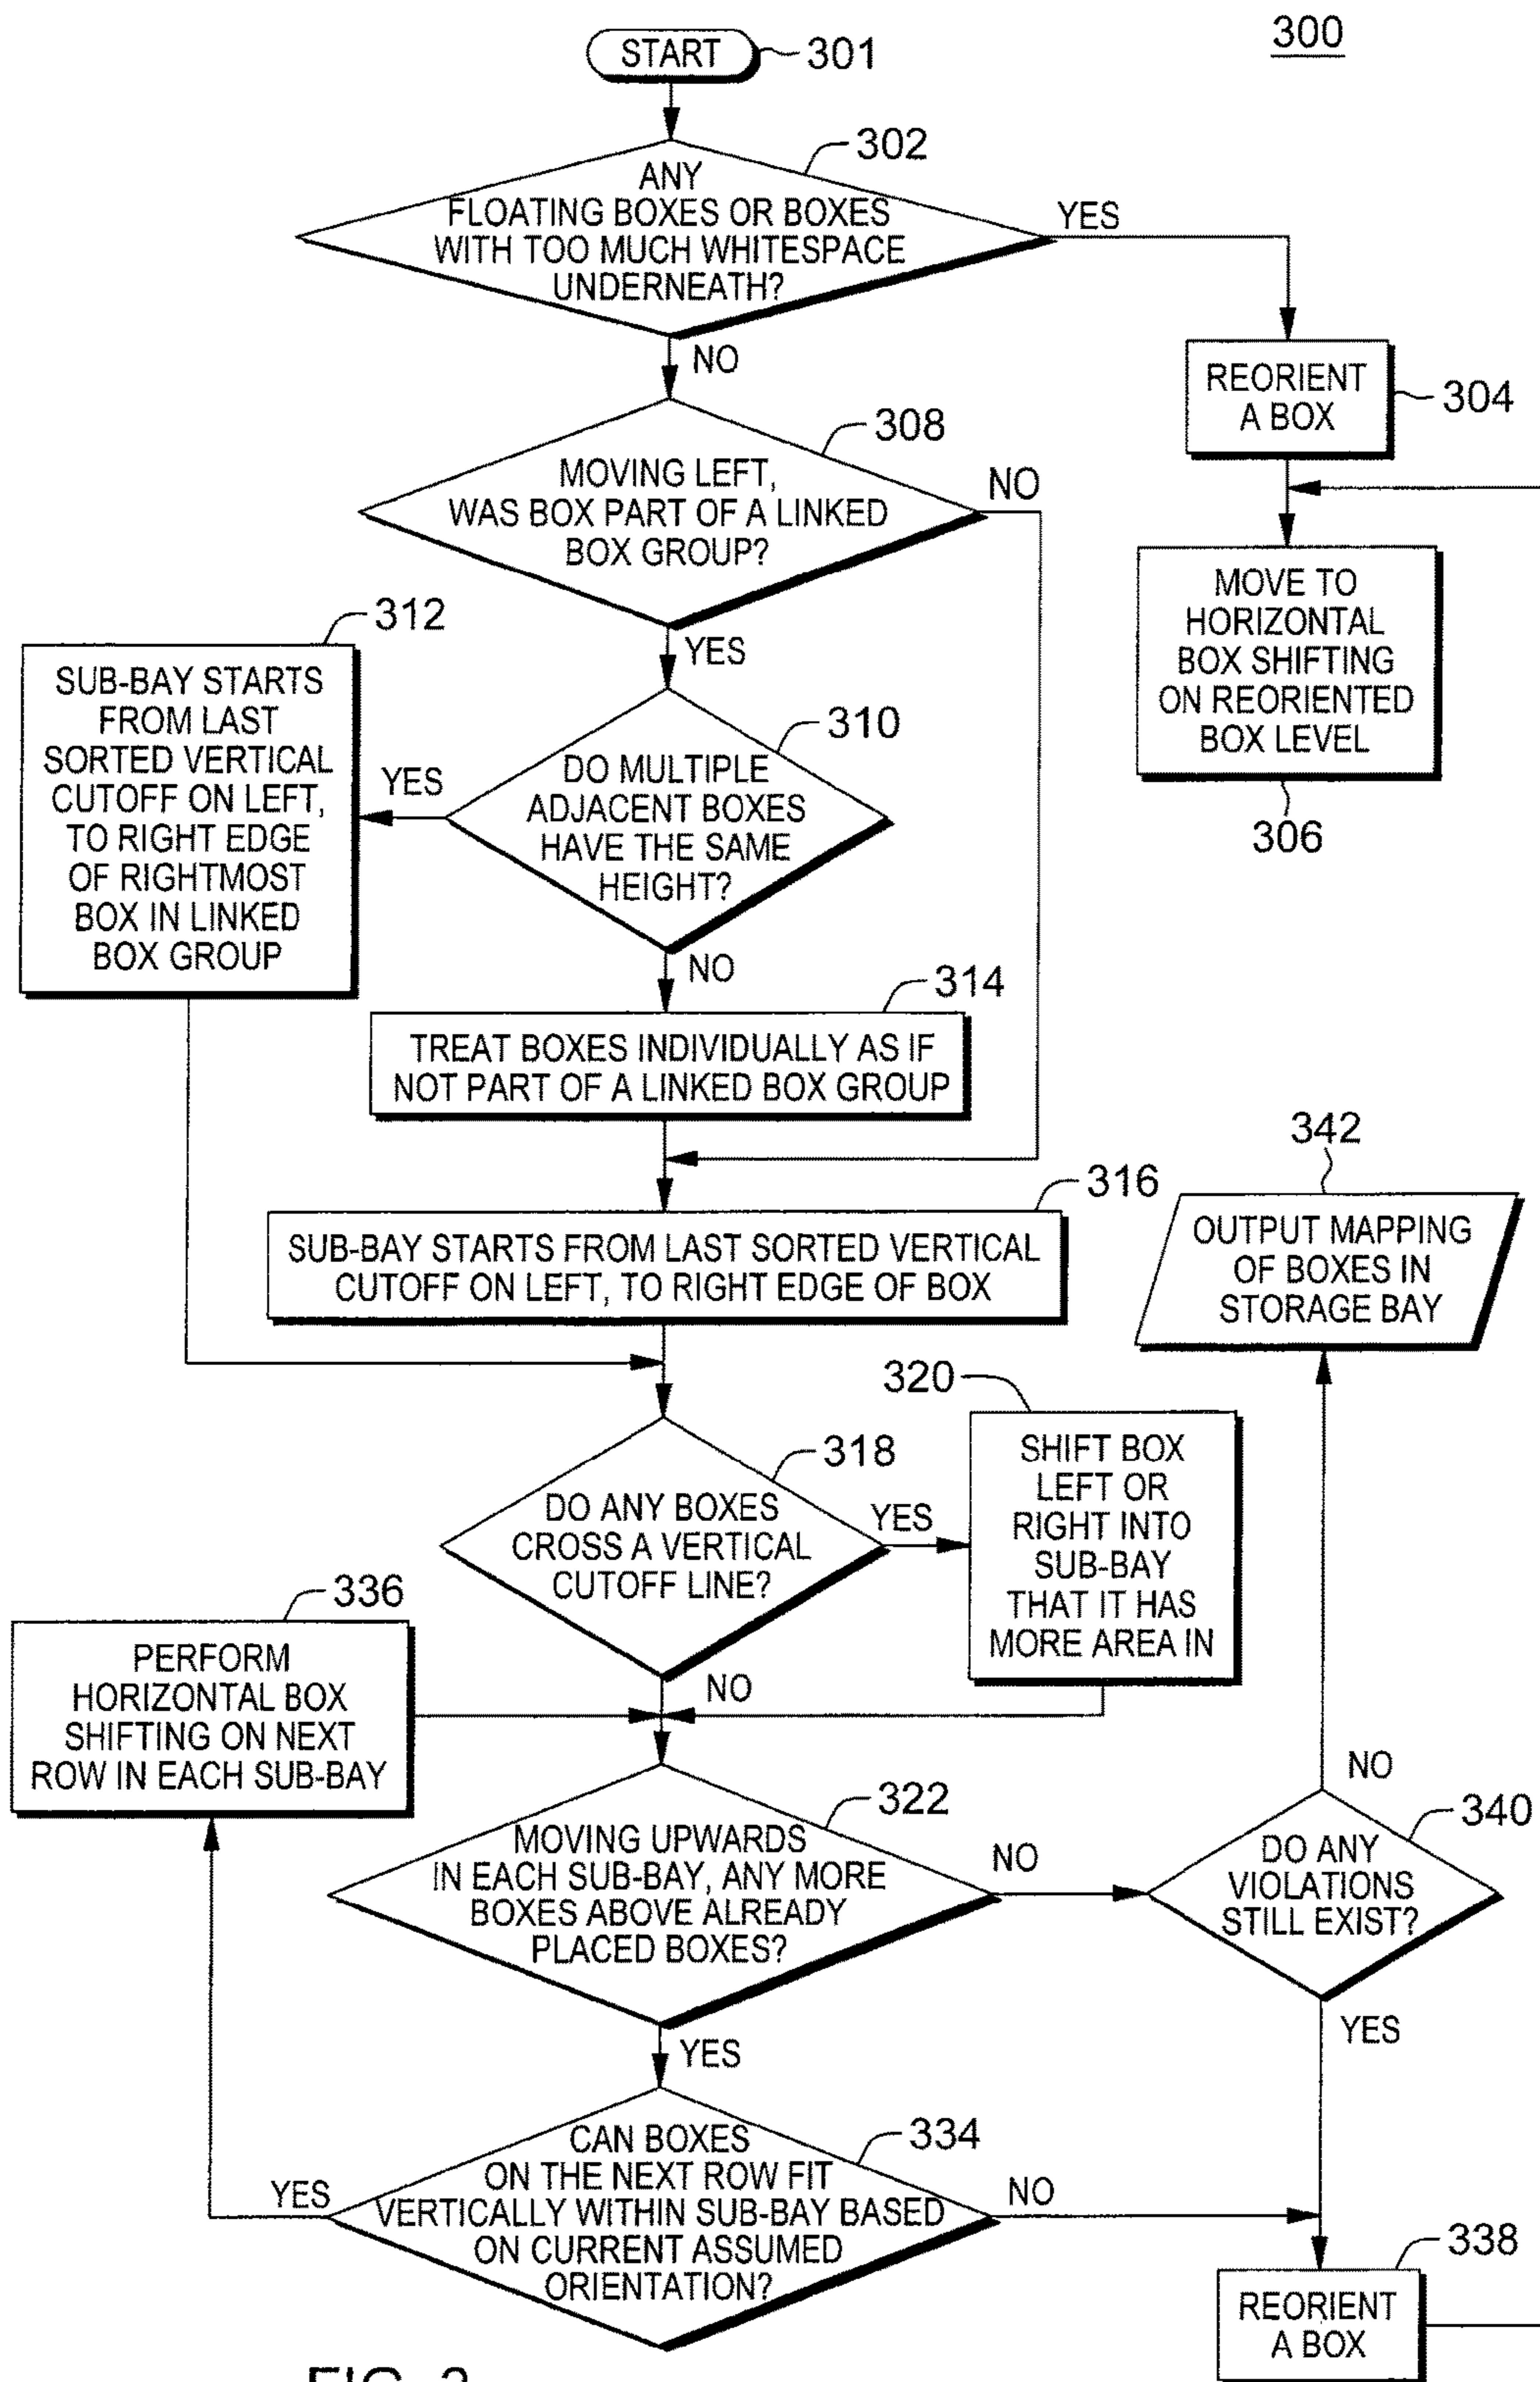 300
START
301
302
ANY
FLOATING BOXES OR BOXES
WITH TOO MUCH WHITESPACE
UNDERNEATH?
YES
NO
REORIENT
A BOX
304
308
MOVING LEFT,
WAS BOX PART OF A LINKED
BOX GROUP?
NO
YES
MOVE TO
HORIZONTAL
BOX SHIFTING
ON REORIENTED
BOX LEVEL
306
312
SUB-BAY STARTS
FROM LAST
SORTED VERTICAL
CUTOFF ON LEFT,
TO RIGHT EDGE
OF RIGHTMOST
BOX IN LINKED
BOX GROUP
310
DO MULTIPLE
ADJACENT BOXES
HAVE THE SAME
HEIGHT?
YES
NO
314
TREAT BOXES INDIVIDUALLY AS IF
NOT PART OF A LINKED BOX GROUP
316
SUB-BAY STARTS FROM LAST SORTED VERTICAL
CUTOFF ON LEFT, TO RIGHT EDGE OF BOX
342
OUTPUT MAPPING
OF BOXES IN
STORAGE BAY
318
DO ANY BOXES
CROSS A VERTICAL
CUTOFF LINE?
YES
NO
320
SHIFT BOX
LEFT OR
RIGHT INTO
SUB-BAY
THAT IT HAS
MORE AREA IN
336
PERFORM
HORIZONTAL BOX
SHIFTING ON NEXT
ROW IN EACH SUB-BAY
322
MOVING UPWARDS
IN EACH SUB-BAY, ANY MORE
BOXES ABOVE ALREADY
PLACED BOXES?
NO
YES
NO
340
DO ANY
VIOLATIONS
STILL EXIST?
YES
334
CAN BOXES
ON THE NEXT ROW FIT
VERTICALLY WITHIN SUB-BAY BASED
ON CURRENT ASSUMED
ORIENTATION?
YES
NO
338
REORIENT
A BOX